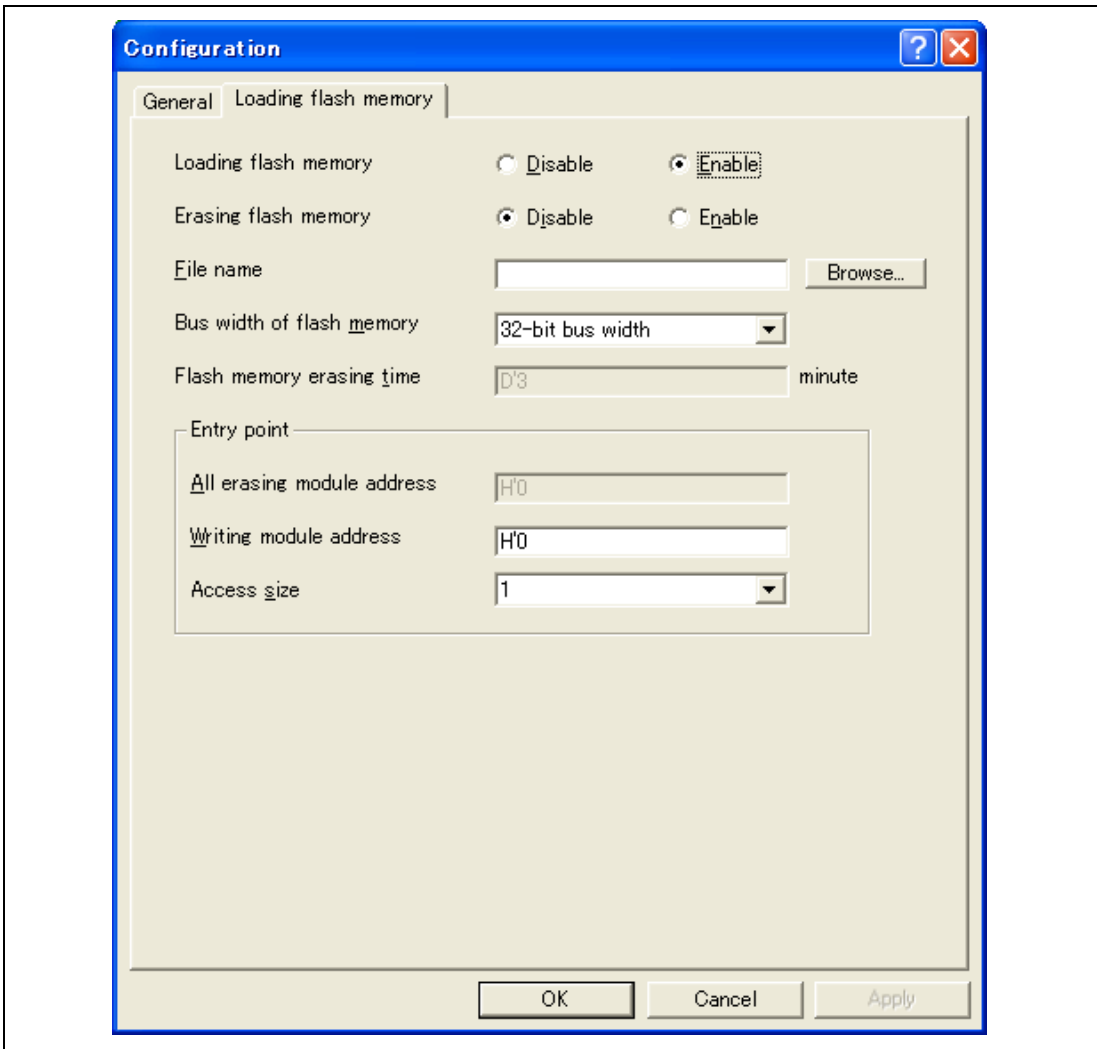 Configuration
General Loading flash memory
Loading flash memory Disable Enable
Erasing flash memory Disable Enable
File name Browse...
Bus width of flash memory 32-bit bus width
Flash memory erasing time D'3 minute
Entry point
All erasing module address H'0
Writing module address H'0
Access size 1
OK Cancel Apply